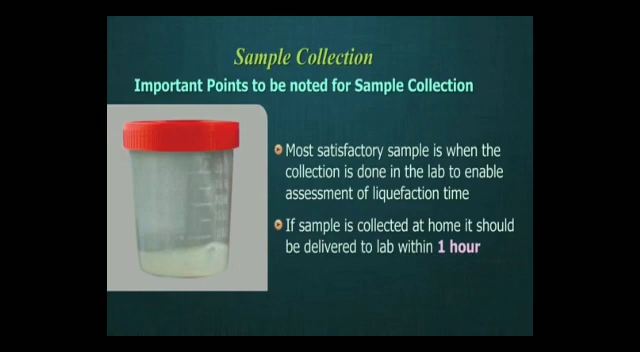 Sample Collection
Important Points to be noted for Sample Collection
Most satisfactory sample is when the
collection is done in the lab to enable
assessment of liquefaction time
If sample is collected at home it should
be delivered to lab within 1 hour